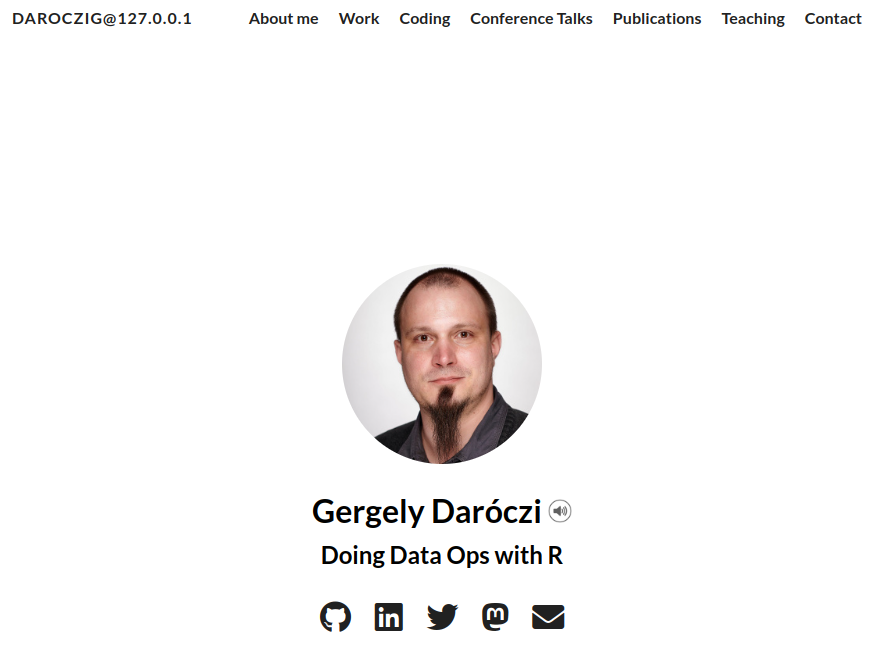 DAROCZIG@127.0.0.1 About me Work Coding Conference Talks Publications Teaching Contact
Gergely Daróczi
Doing Data Ops with R